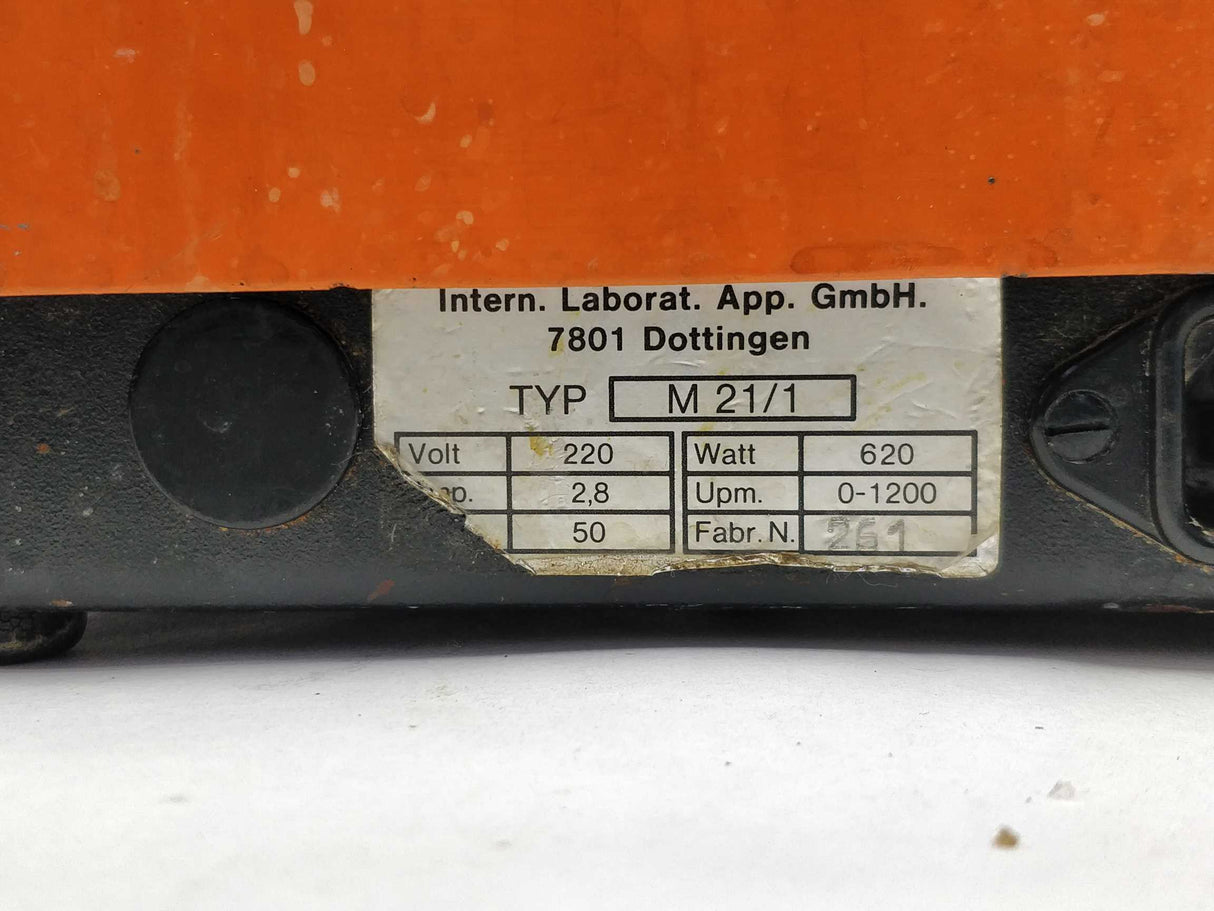 Intern. Laborat. App. GmbH.
7801 Dottingen
TYP M 21/1
Volt 220 Watt 620
2,8 Upm. 0-1200
50 Fabr. N. 261